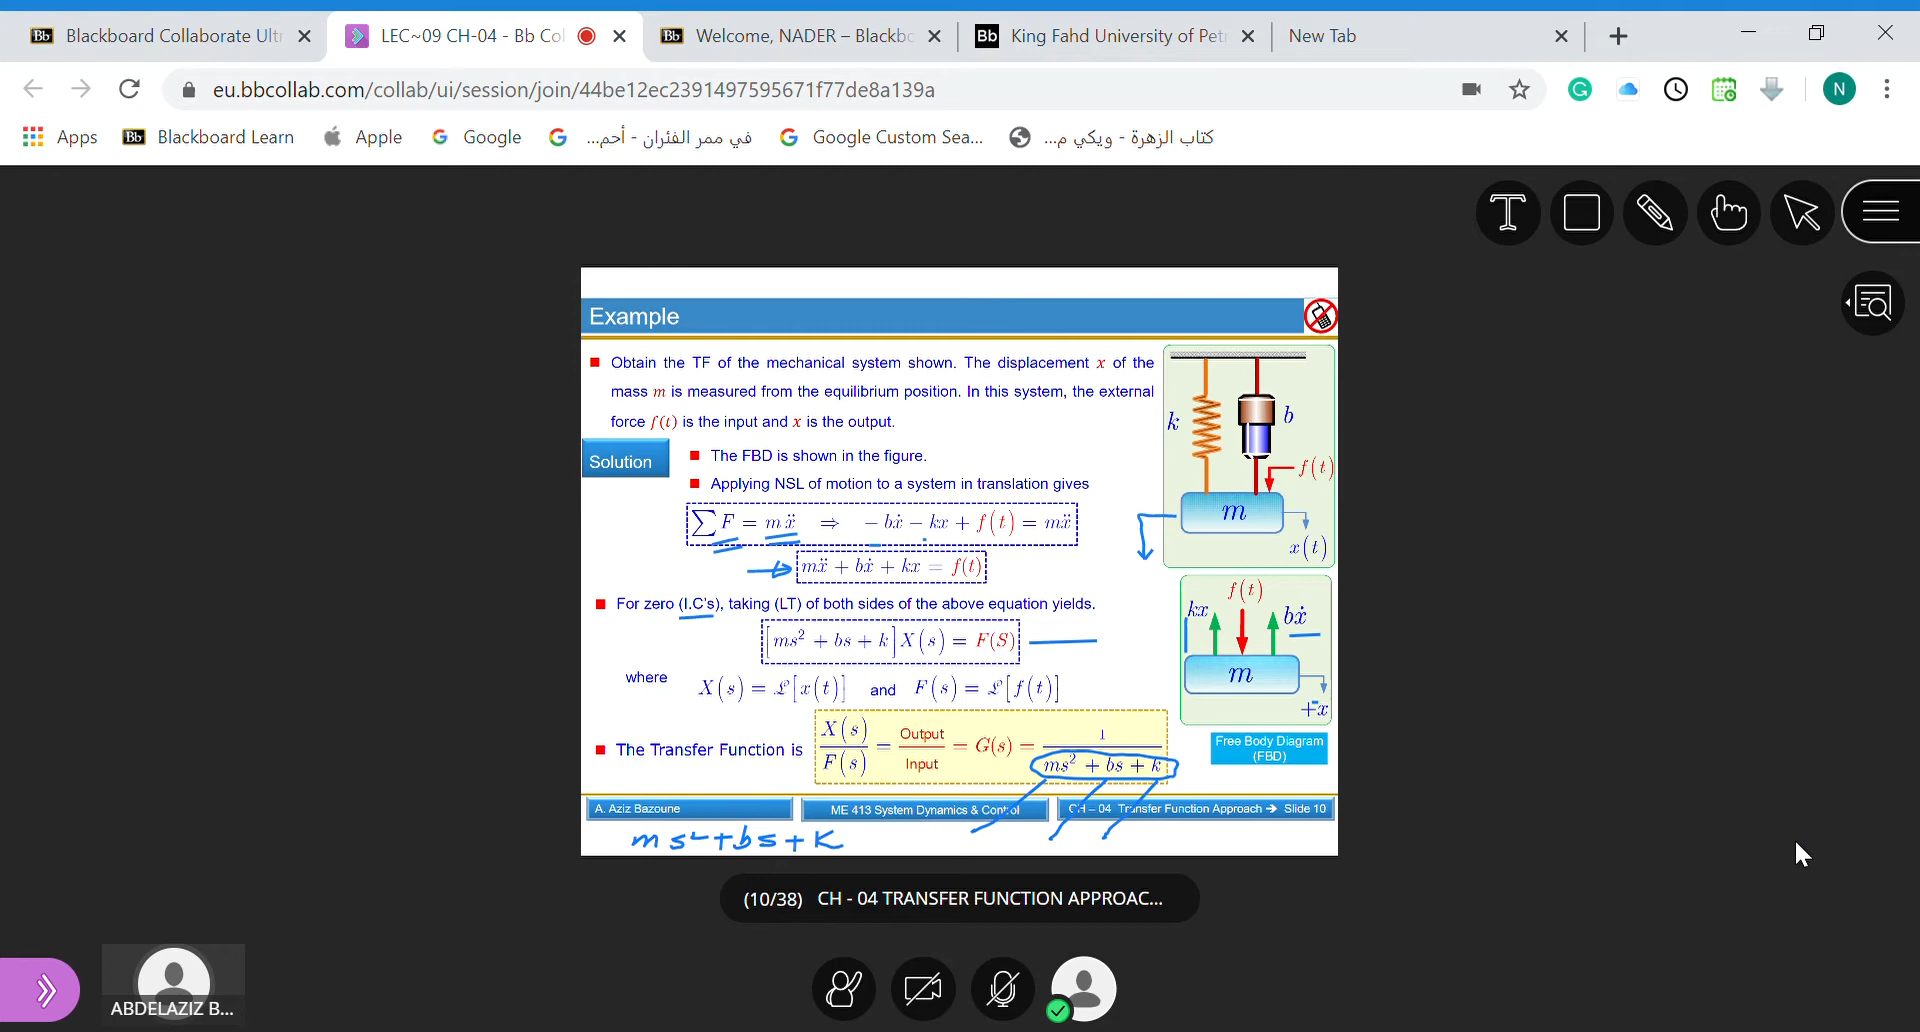 Blackboard Collaborate Ultr
LEC~09 CH-04 - Bb Col
Welcome, NADER – Blackbo
King Fahd University of Petr
New Tab
eu.bbcollab.com/collab/ui/session/join/44be12ec2391497595671f77de8a139a
N
Apps
Blackboard Learn
Apple
Google
في ممر الفئران - أحم...
Google Custom Sea...
كتاب الزهرة - ويكي م...
Example
Obtain the TF of the mechanical system shown. The displacement x of the
mass m is measured from the equilibrium position. In this system, the external
force f(t) is the input and x is the output.
Solution
The FBD is shown in the figure.
Applying NSL of motion to a system in translation gives
∑ F = mẍ ⇒ − bẋ − kx + f(t) = mẍ
mẍ + bẋ + kx = f(t)
For zero (I.C's), taking (LT) of both sides of the above equation yields.
[ms² + bs + k] X(s) = F(S)
where X(s) = ℒ[x(t)] and F(s) = ℒ[f(t)]
The Transfer Function is X(s)/F(s) = Output/Input = G(s) = 1/(ms² + bs + k)
k
b
f(t)
m
x(t)
f(t)
kx
bẋ
m
+x
Free Body Diagram
(FBD)
A. Aziz Bazoune
ME 413 System Dynamics & Control
CH – 04 Transfer Function Approach → Slide 10
ms²+bs+k
(10/38) CH - 04 TRANSFER FUNCTION APPROAC...
ABDELAZIZ B...